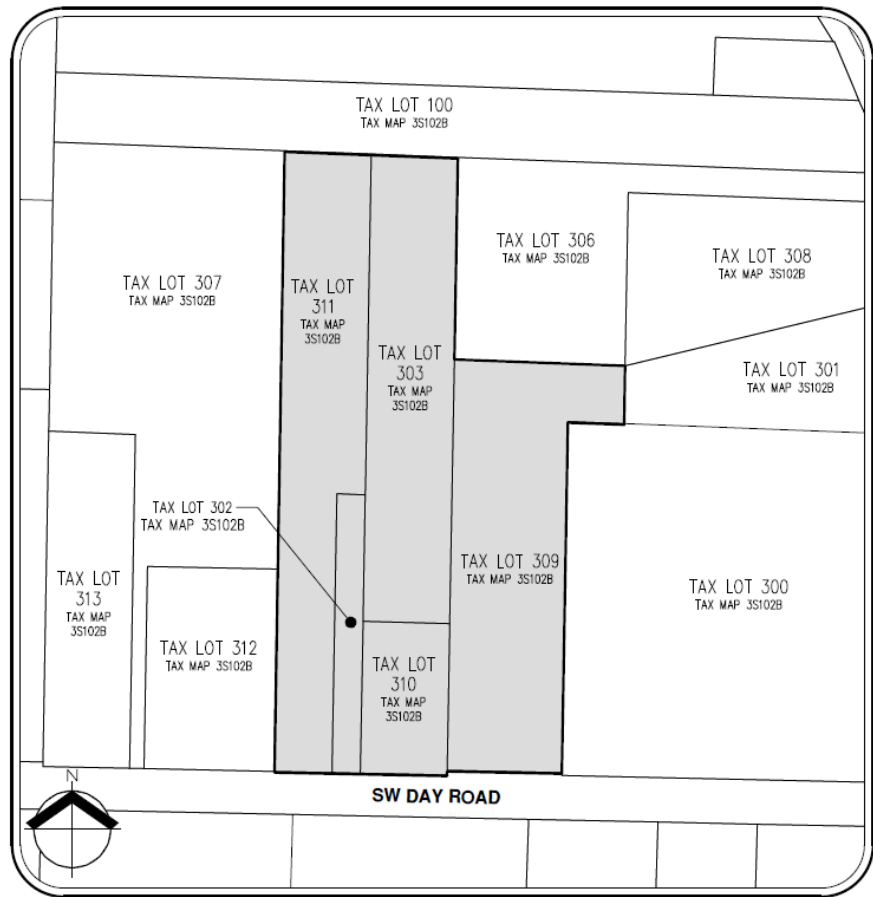 TAX LOT 100
TAX MAP 3S102B
TAX LOT 306
TAX MAP 3S102B
TAX LOT 308
TAX MAP 3S102B
TAX LOT 307
TAX MAP 3S102B
TAX LOT
311
TAX MAP
3S102B
TAX LOT
303
TAX MAP
3S102B
TAX LOT 301
TAX MAP 3S102B
TAX LOT 302
TAX MAP 3S102B
TAX LOT 309
TAX MAP 3S102B
TAX LOT
313
TAX MAP
3S102B
TAX LOT 300
TAX MAP 3S102B
TAX LOT 312
TAX MAP 3S102B
TAX LOT
310
TAX MAP
3S102B
N
SW DAY ROAD